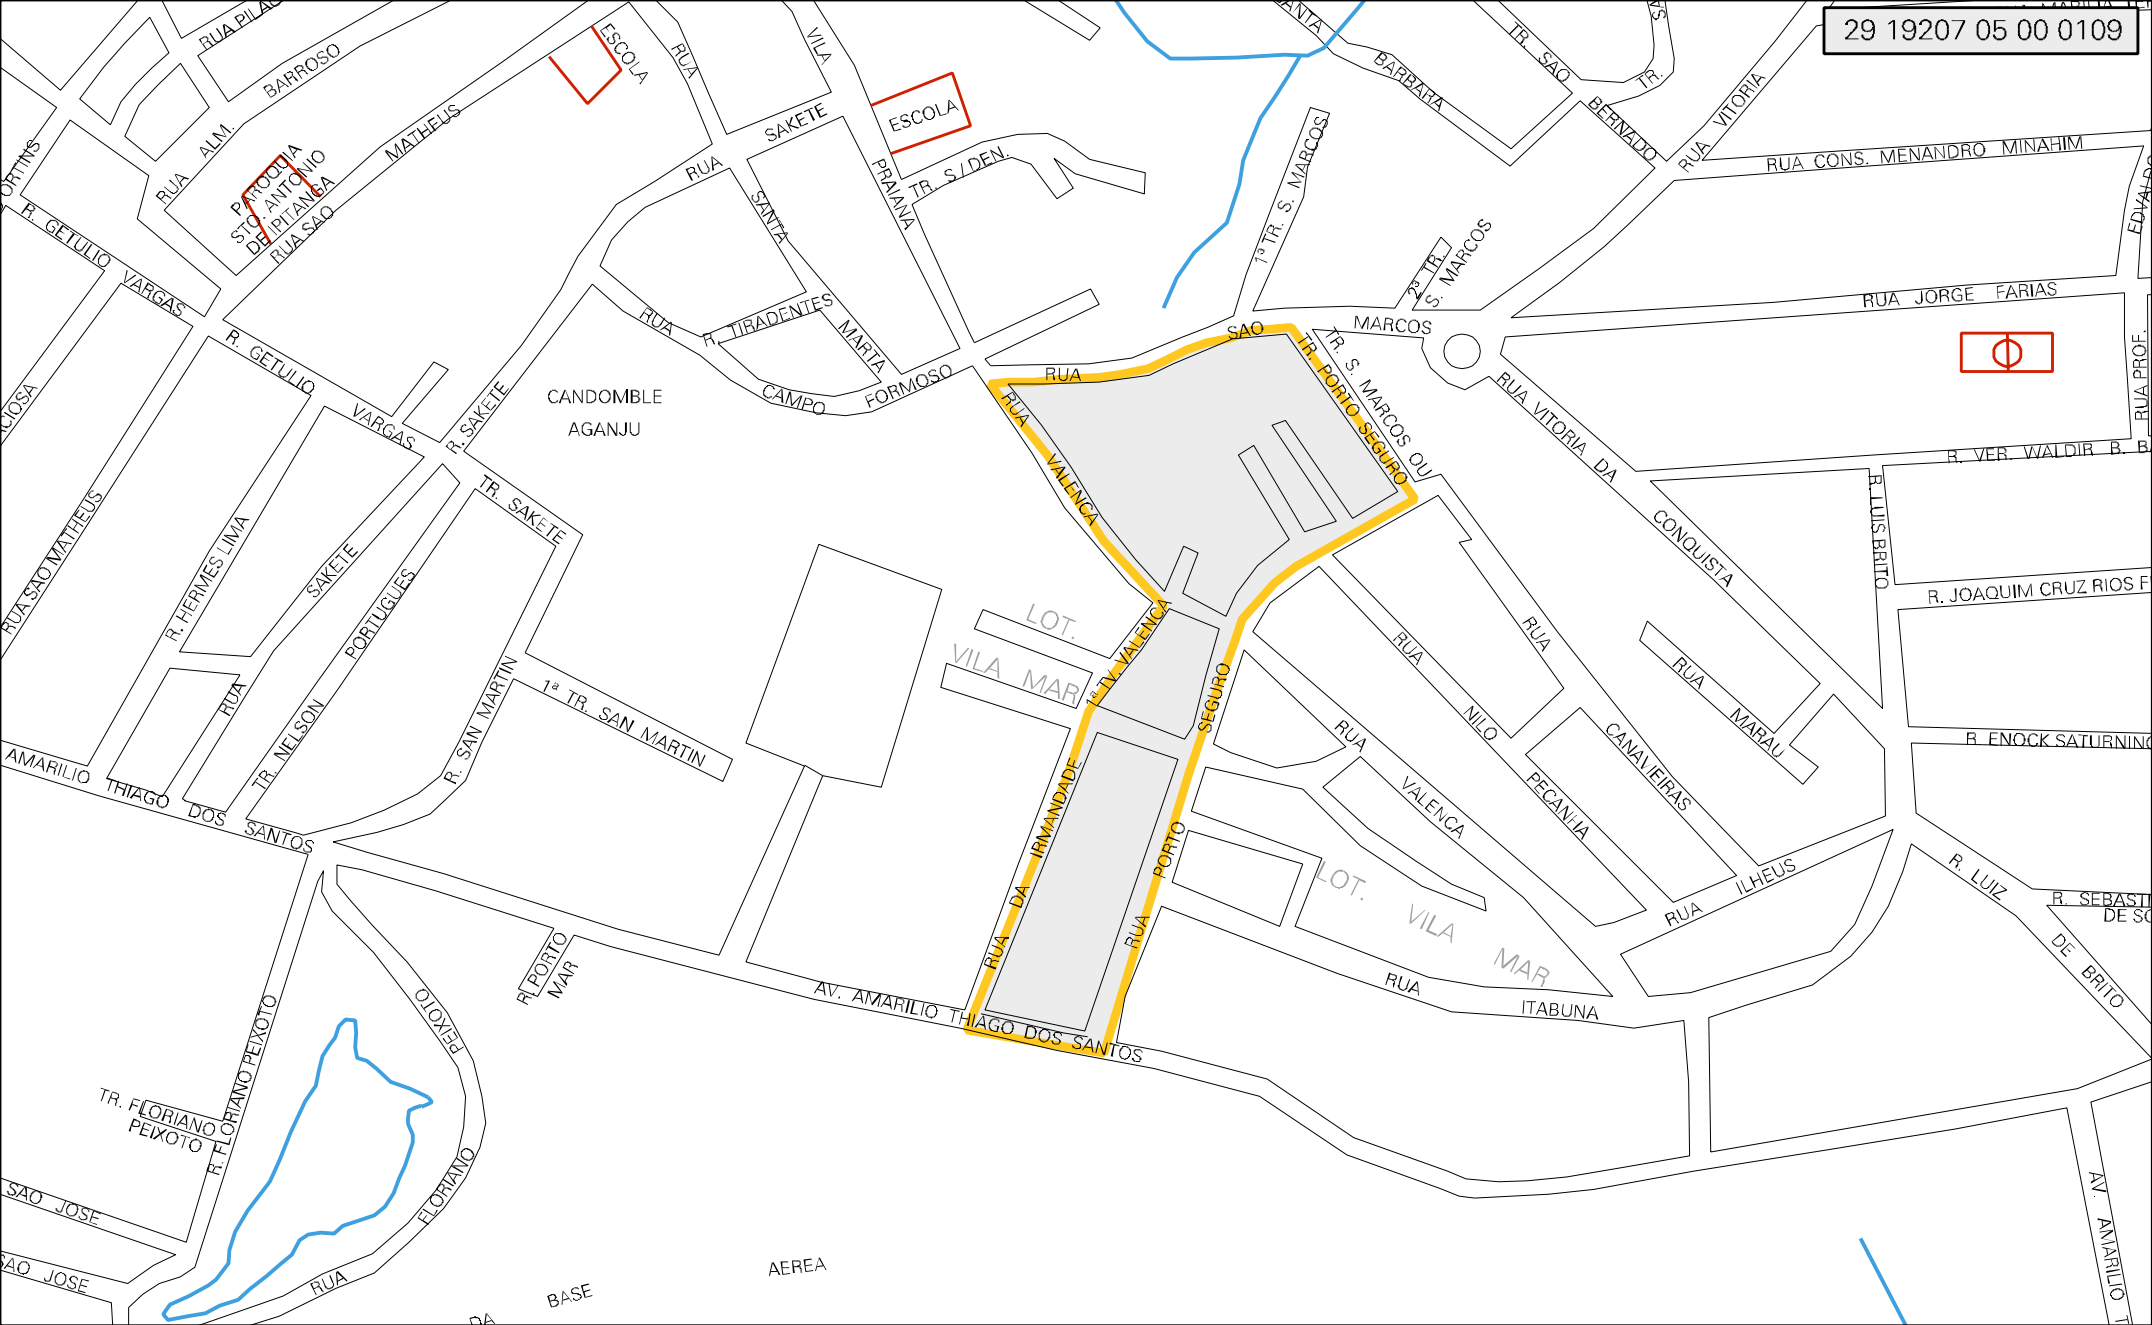 29 19207 05 00 0109
ESCOLA
RUA
VILA
BARROSO
ALM.
RUA
MATHEUS
PAROQUIA
STO. ANTONIO
DE IPITANGA
RUA SAO
SAKETE
RUA
ESCOLA
TR. S/DEN.
PRAIANA
SANTA
BARBARA
TR. SAO
BERNADO
TR.
RUA VITORIA
RUA CONS. MENANDRO MINAHIM
1ª TR. S. MARCOS
2ª TR.
S. MARCOS
RUA JORGE FARIAS
RUA PROF.
R. GETULIO
VARGAS
R. GETULIO
VARGAS
RUA
R. TIRADENTES
MARTA
CAMPO
FORMOSO
CANDOMBLE
AGANJU
R. SAKETE
RUA
SAO
MARCOS
TR. S. MARCOS OU
TR. PORTO SEGURO
RUA
VALENCA
RUA VITORIA DA
CONQUISTA
R. VER. WALDIR B.
R. LUIS BRITO
R. JOAQUIM CRUZ RIOS
RUA SAO MATHEUS
R. HERMES LIMA
SAKETE
RUA
TR. SAKETE
PORTUGUES
TR. NELSON
R. SAN MARTIN
1ª TR. SAN MARTIN
LOT.
VILA MAR
1ª TV. VALENCA
SEGURO
PORTO
RUA
IRMANDADE
DA
RUA
RUA
NILO
PECANHA
RUA
CANAVIEIRAS
RUA
MARAU
RUA
VALENCA
RUA
ILHEUS
R. ENOCK SATURNINO
AMARILIO
THIAGO
DOS
SANTOS
LOT.
VILA
MAR
RUA
ITABUNA
R. LUIZ
DE BRITO
R. SEBASTI
R. PORTO
MAR
AV. AMARILIO THIAGO DOS SANTOS
PEIXOTO
R. FLORIANO PEIXOTO
TR. FLORIANO
PEIXOTO
FLORIANO
RUA
SAO JOSE
SAO JOSE
DA
BASE
AEREA
AV. AMARILIO